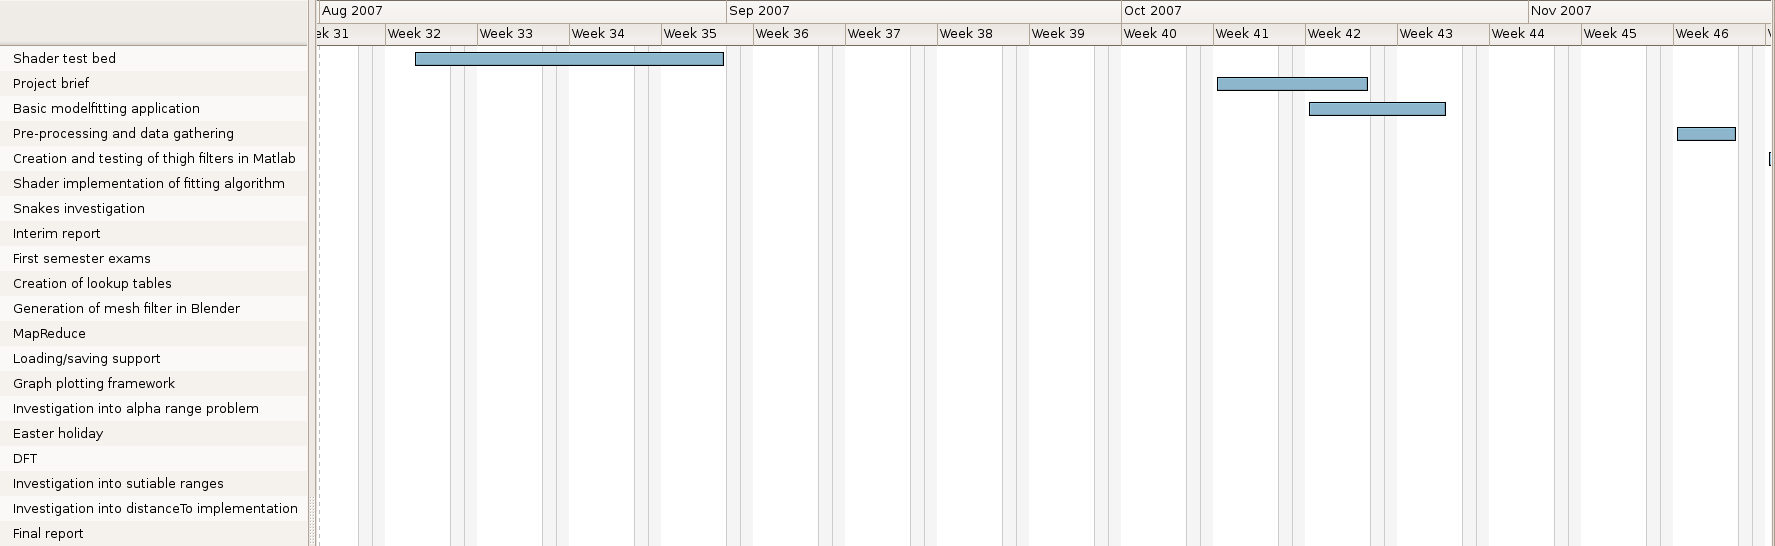 Aug 2007 Sep 2007 Oct 2007 Nov 2007
ek 31 Week 32 Week 33 Week 34 Week 35 Week 36 Week 37 Week 38 Week 39 Week 40 Week 41 Week 42 Week 43 Week 44 Week 45 Week 46
Shader test bed
Project brief
Basic modelfitting application
Pre-processing and data gathering
Creation and testing of thigh filters in Matlab
Shader implementation of fitting algorithm
Snakes investigation
Interim report
First semester exams
Creation of lookup tables
Generation of mesh filter in Blender
MapReduce
Loading/saving support
Graph plotting framework
Investigation into alpha range problem
Easter holiday
DFT
Investigation into sutiable ranges
Investigation into distanceTo implementation
Final report